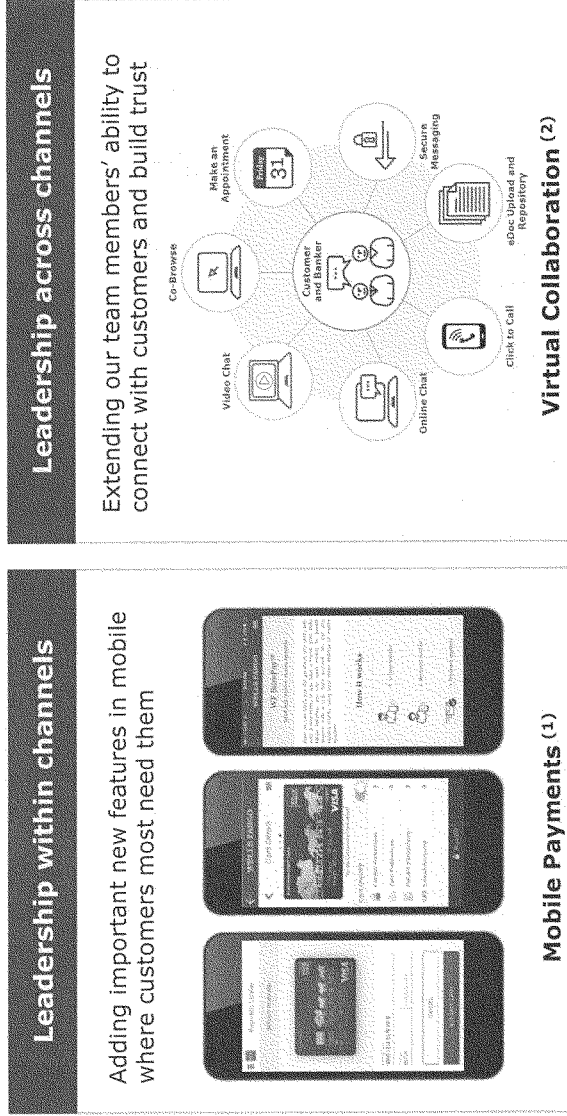 Leadership within channels
Adding important new features in mobile
where customers most need them
How it works
VISA
Mobile Payments (1)
Leadership across channels
Extending our team members' ability to
connect with customers and build trust
Co-Browse
Make an
Appointment
Friday
31
Secure
Messaging
eDoc Upload and
Repository
Click to Call
Online Chat
Video Chat
Customer
and Banker
Virtual Collaboration (2)